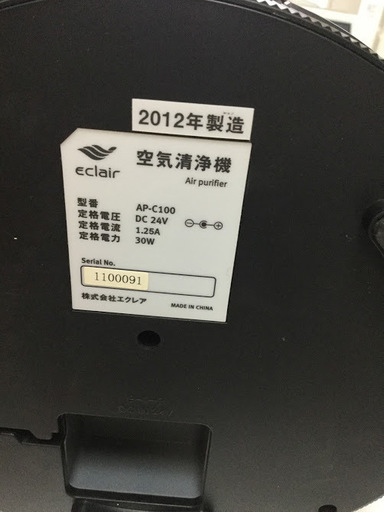 2012年製造
eclair
空気清浄機
Air purifier
型番 AP-C100
定格電圧 DC 24V
定格電流 1.25A
定格電力 30W
Serial No.
1100091
株式会社エクレア
MADE IN CHINA